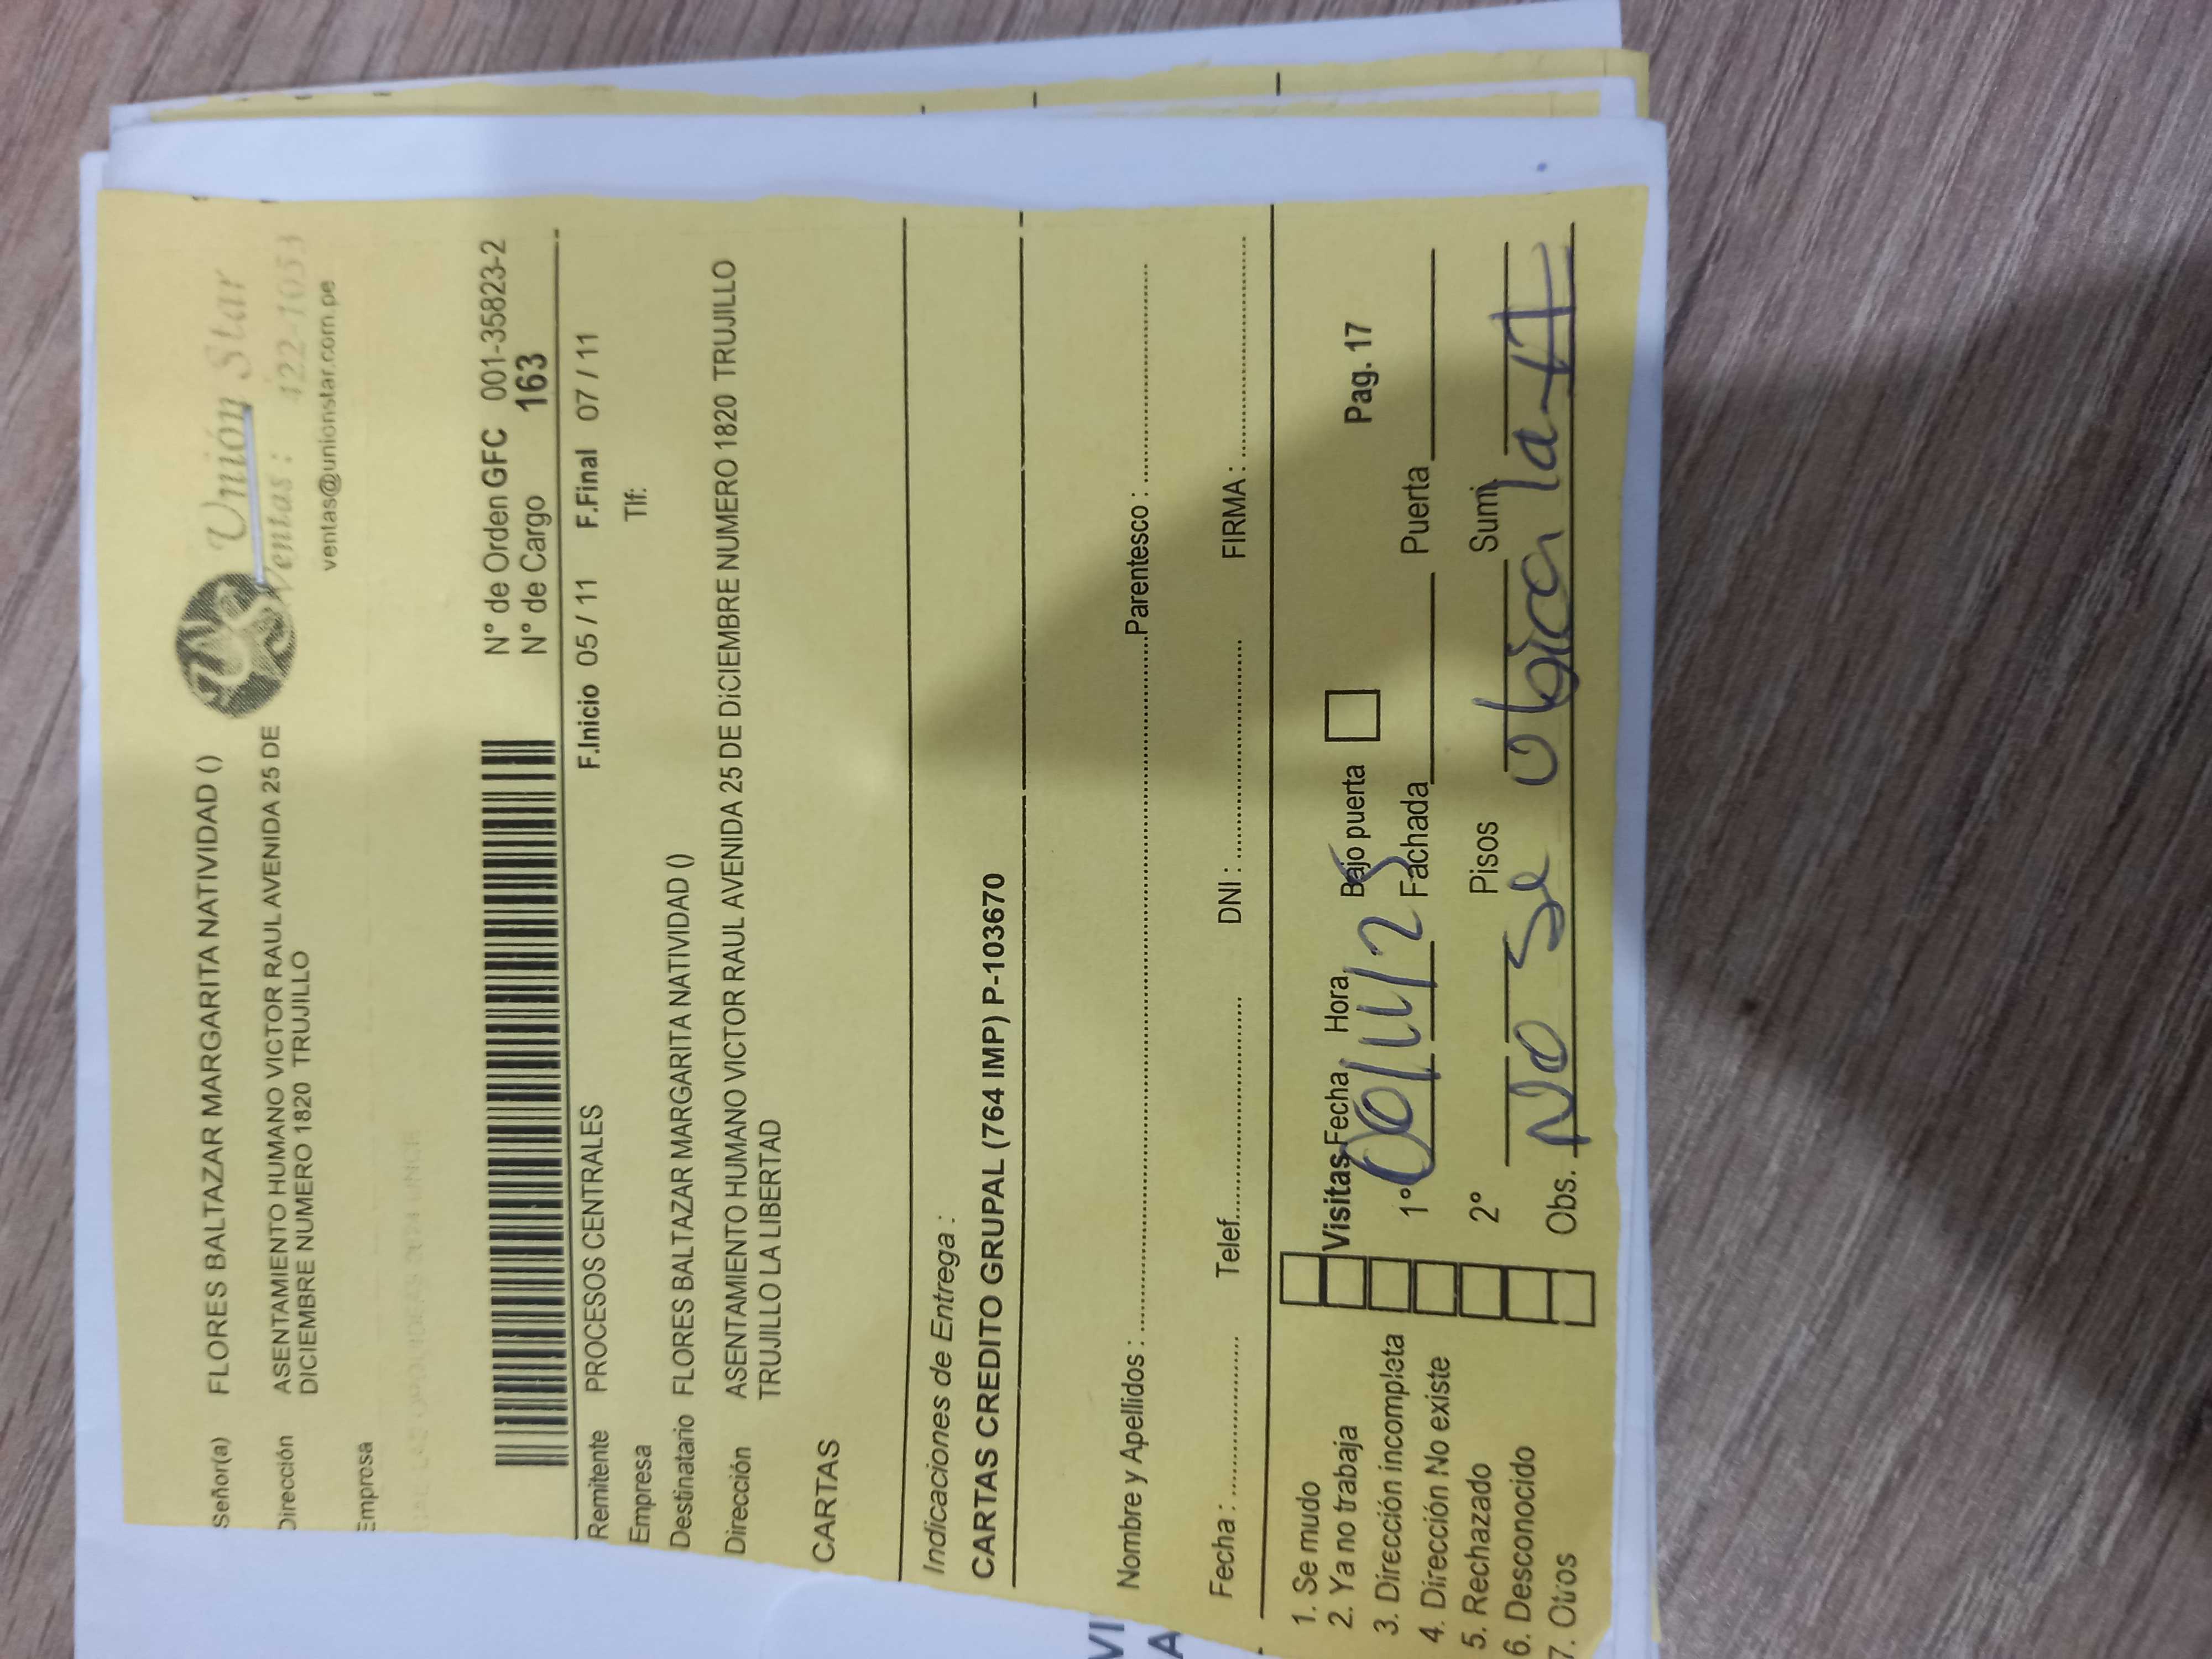 Señor(a) FLORES BALTAZAR MARGARITA NATIVIDAD ()
Unión Star
Dirección ASENTAMIENTO HUMANO VICTOR RAUL AVENIDA 25 DE
DICIEMBRE NUMERO 1820 TRUJILLO
Ventas : 422-1053
ventas@unionstar.com.pe
Empresa
N° de Orden GFC 001-35823-2
N° de Cargo 163
Remitente PROCESOS CENTRALES F.Inicio 05 / 11 F.Final 07 / 11
Empresa Tlf:
Destinatario FLORES BALTAZAR MARGARITA NATIVIDAD ()
Dirección ASENTAMIENTO HUMANO VICTOR RAUL AVENIDA 25 DE DICIEMBRE NUMERO 1820 TRUJILLO
TRUJILLO LA LIBERTAD
CARTAS
Indicaciones de Entrega :
CARTAS CREDITO GRUPAL (764 IMP) P-103670
Nombre y Apellidos : Parentesco :
Fecha : Telef. DNI : FIRMA :
1. Se mudo
2. Ya no trabaja
3. Dirección incompleta
4. Dirección No existe
5. Rechazado
6. Desconocido
7. Otros
Visitas Fecha Hora Bajo puerta Pag. 17
1° Fachada Puerta
2° Pisos Sumi
Obs. No Se ubica la